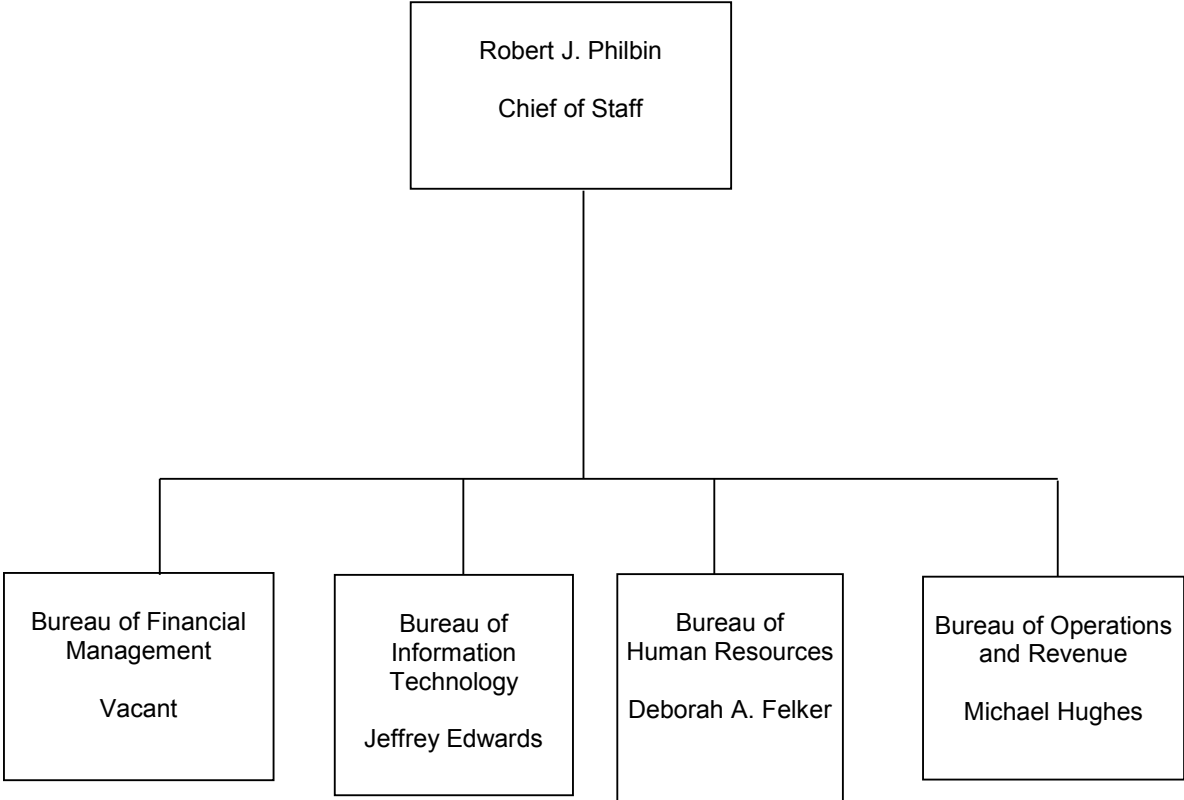 Robert J. Philbin
Chief of Staff
Bureau of Financial
Management
Vacant
Bureau of
Information
Technology
Jeffrey Edwards
Bureau of
Human Resources
Deborah A. Felker
Bureau of Operations
and Revenue
Michael Hughes